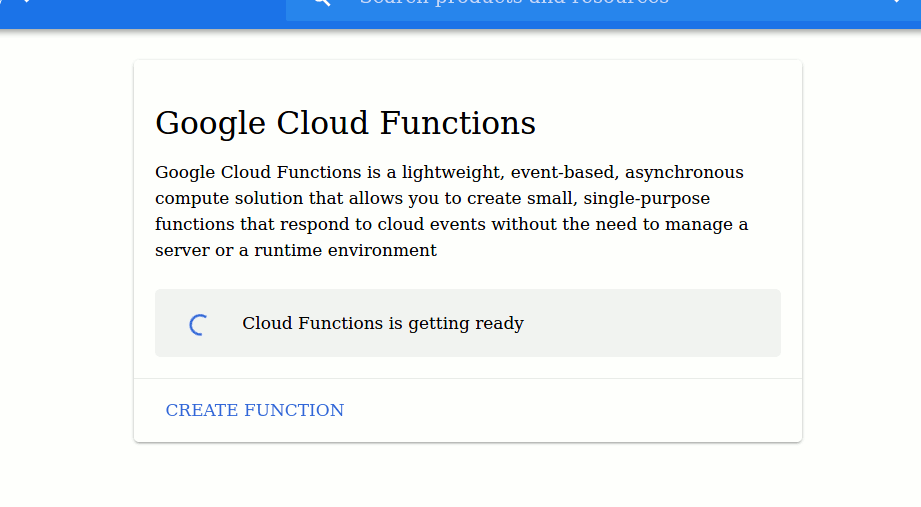 Search products and resources
Google Cloud Functions
Google Cloud Functions is a lightweight, event-based, asynchronous
compute solution that allows you to create small, single-purpose
functions that respond to cloud events without the need to manage a
server or a runtime environment
Cloud Functions is getting ready
CREATE FUNCTION